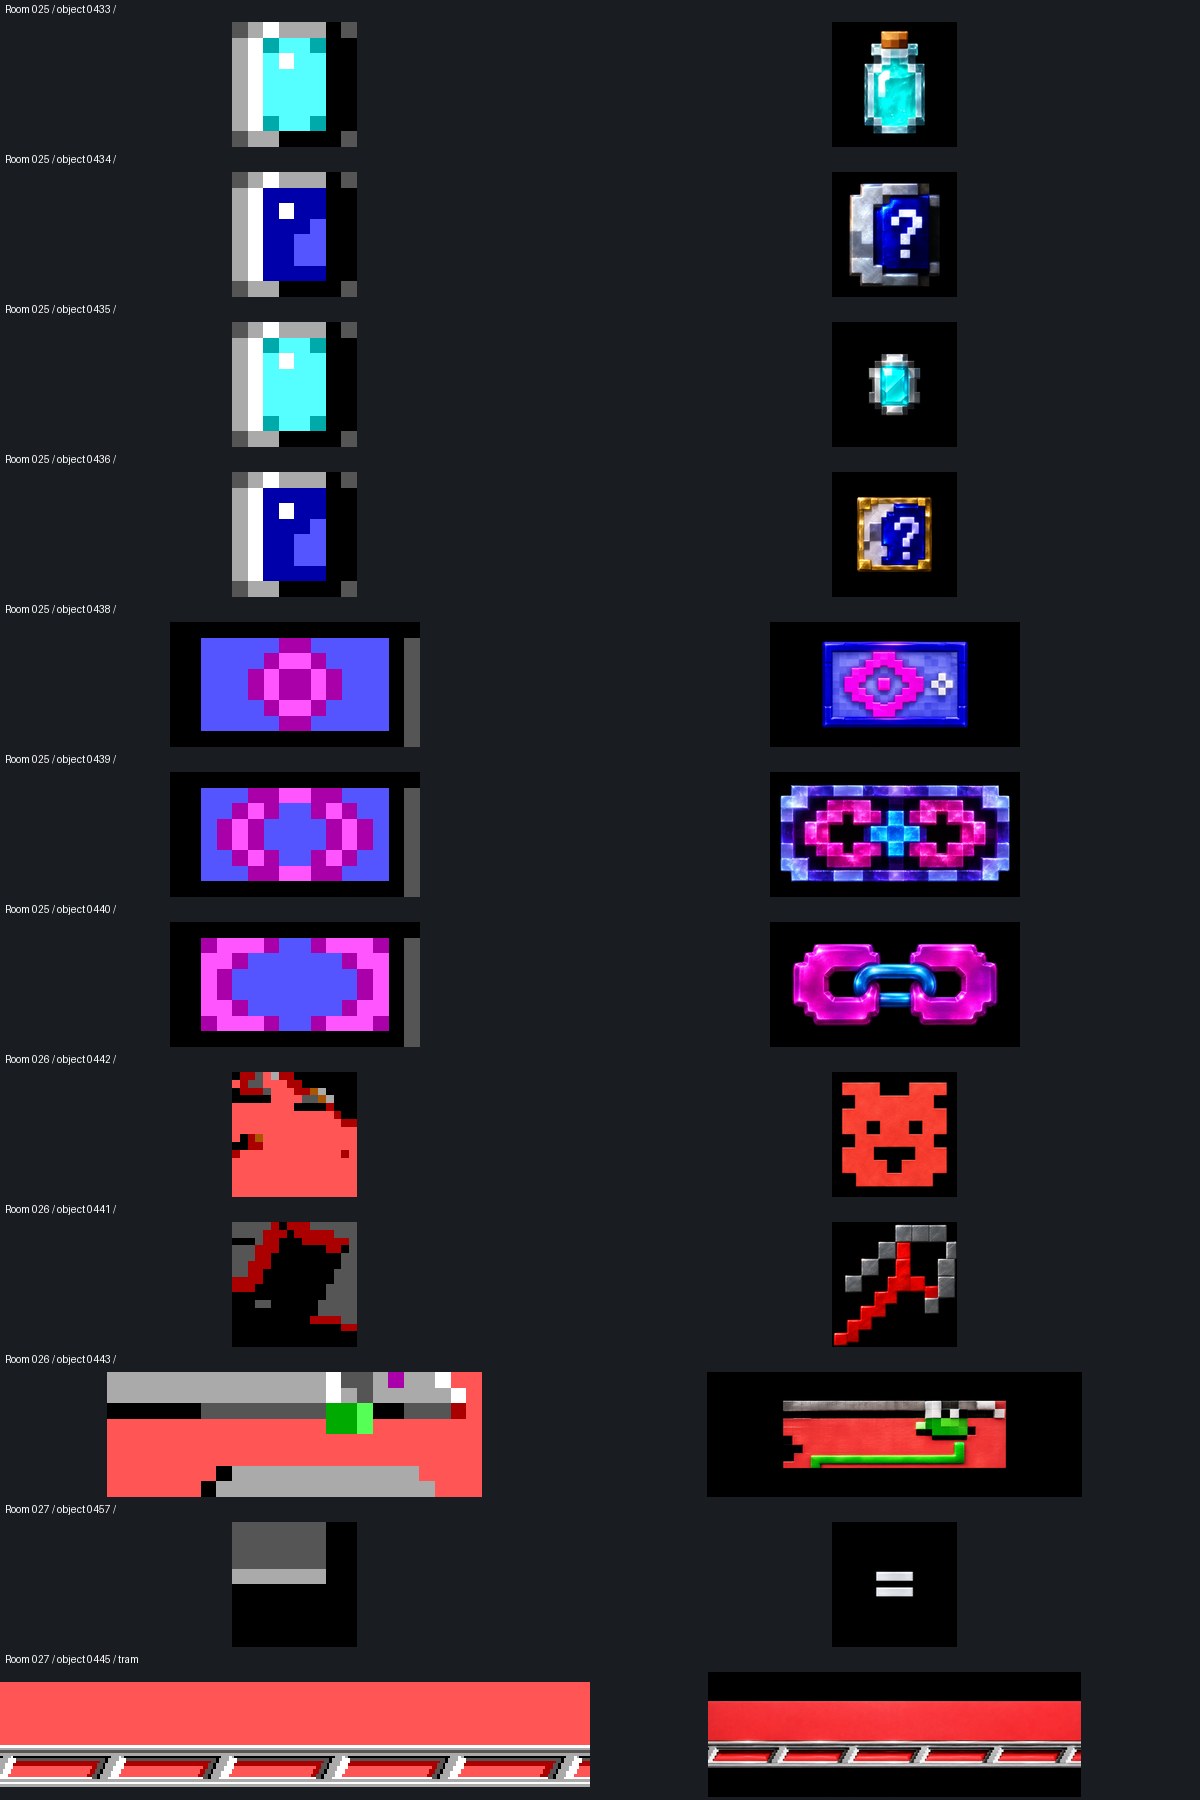 Room 025 / object 0433 /
Room 025 / object 0434 /
?
Room 025 / object 0435 /
Room 025 / object 0436 /
?
Room 025 / object 0438 /
Room 025 / object 0439 /
Room 025 / object 0440 /
Room 026 / object 0442 /
Room 026 / object 0441 /
Room 026 / object 0443 /
Room 027 / object 0457 /
=
Room 027 / object 0445 / tram